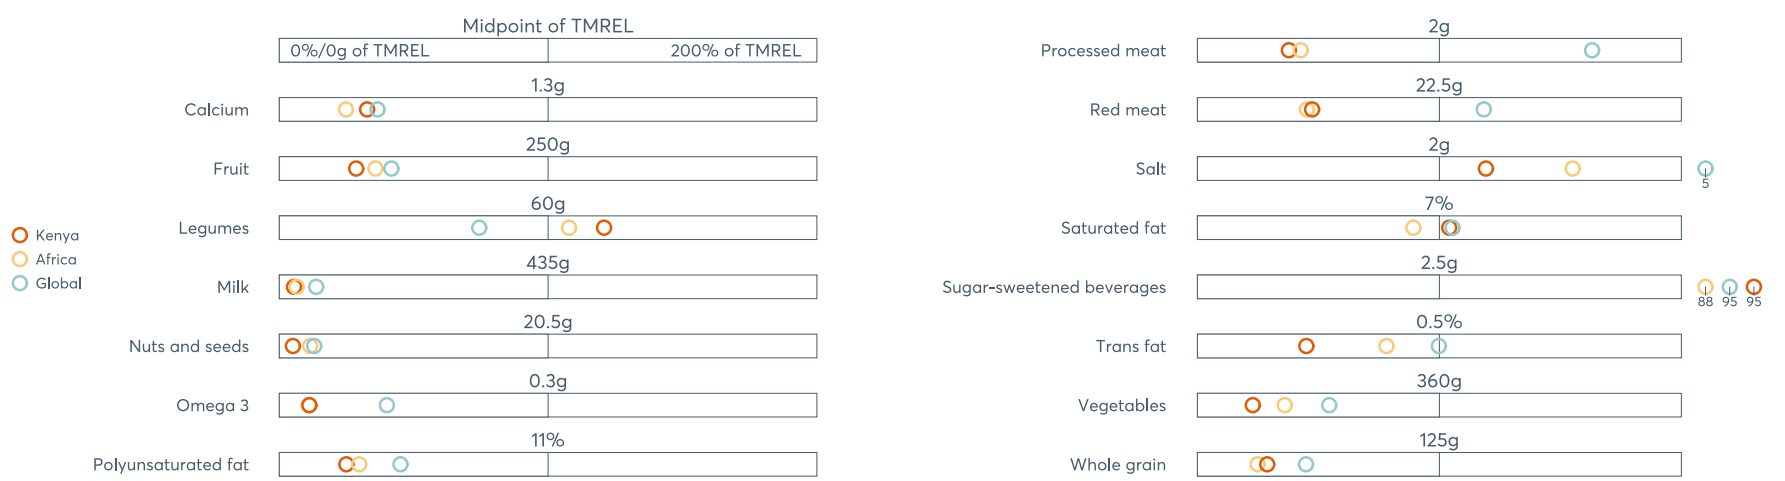 Midpoint of TMREL
0%/0g of TMREL 200% of TMREL
1.3g
Calcium
250g
Fruit
60g
Legumes
435g
Milk
20.5g
Nuts and seeds
0.3g
Omega 3
11%
Polyunsaturated fat
Kenya
Africa
Global
2g
Processed meat
22.5g
Red meat
2g
Salt
5
7%
Saturated fat
2.5g
Sugar-sweetened beverages
88 95 95
0.5%
Trans fat
360g
Vegetables
125g
Whole grain